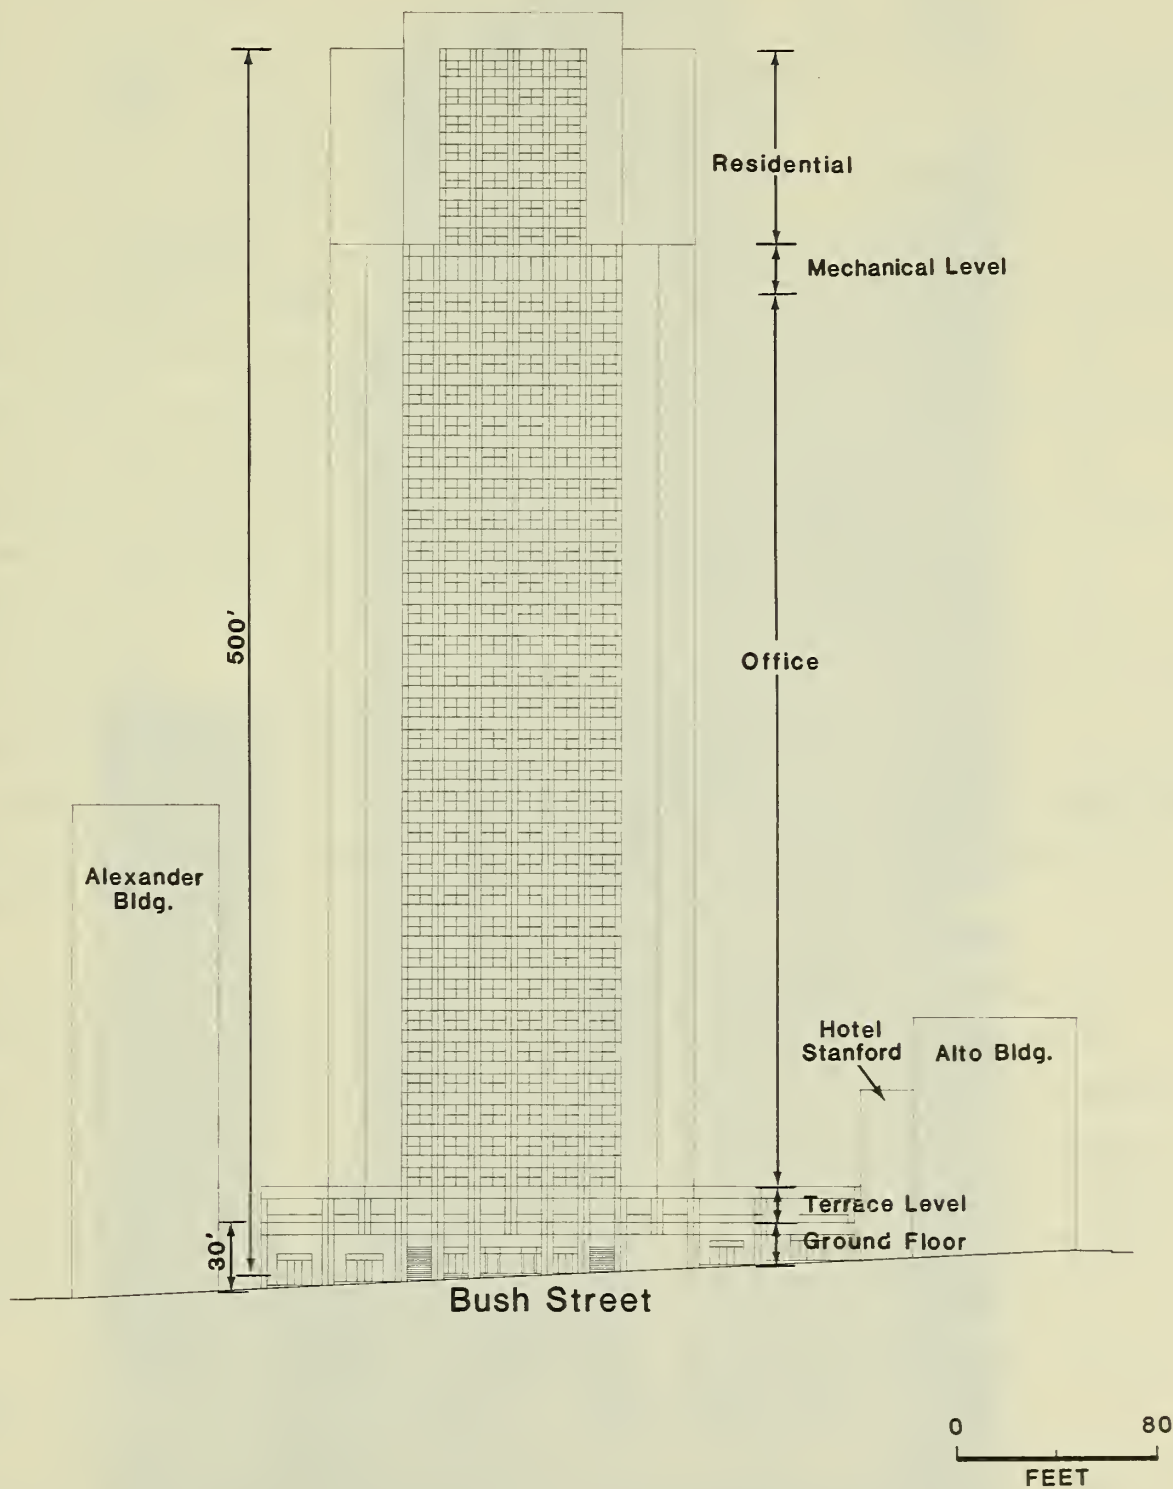 Residential
Mechanical Level
500'
Office
Alexander
Bldg.
Hotel
Stanford
Alto Bldg.
Terrace Level
30'
Ground Floor
Bush Street
0 80
FEET